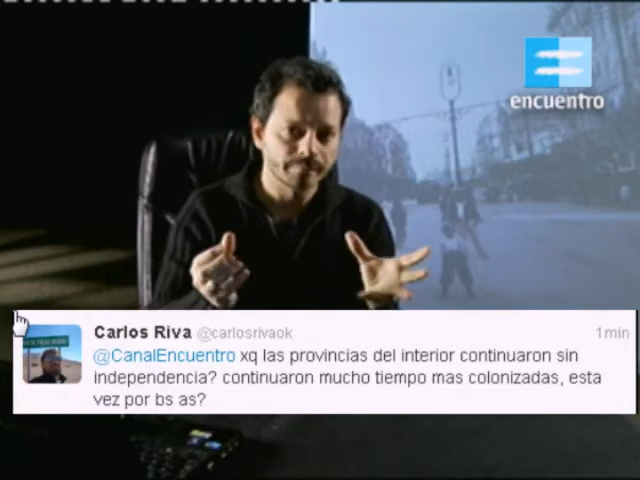 encuentro
Carlos Riva @carlosrivaok 1min
@CanalEncuentro xq las provincias del interior continuaron sin
independencia? continuaron mucho tiempo mas colonizadas, esta
vez por bs as?